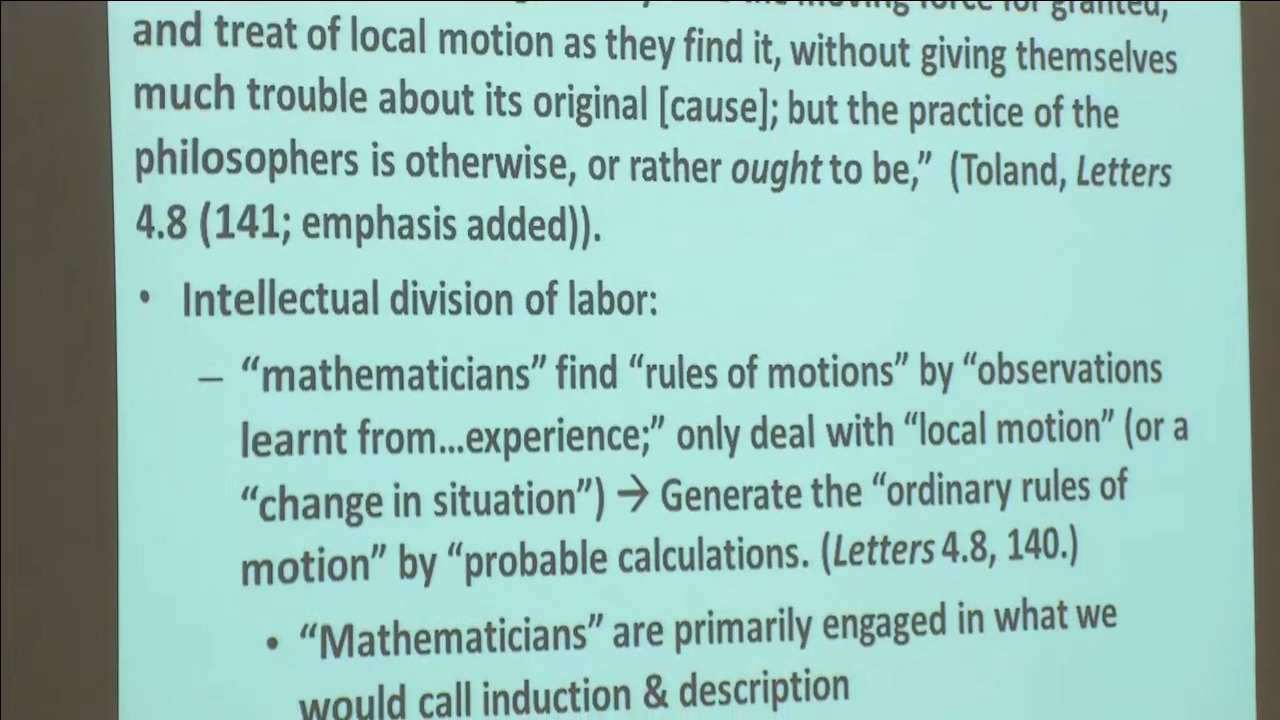 moving force for granted,
and treat of local motion as they find it, without giving themselves
much trouble about its original [cause]; but the practice of the
philosophers is otherwise, or rather ought to be,” (Toland, Letters
4.8 (141; emphasis added)).
• Intellectual division of labor:
– “mathematicians” find “rules of motions” by “observations
learnt from...experience;” only deal with “local motion” (or a
“change in situation”) → Generate the “ordinary rules of
motion” by “probable calculations. (Letters 4.8, 140.)
• “Mathematicians” are primarily engaged in what we
would call induction & description